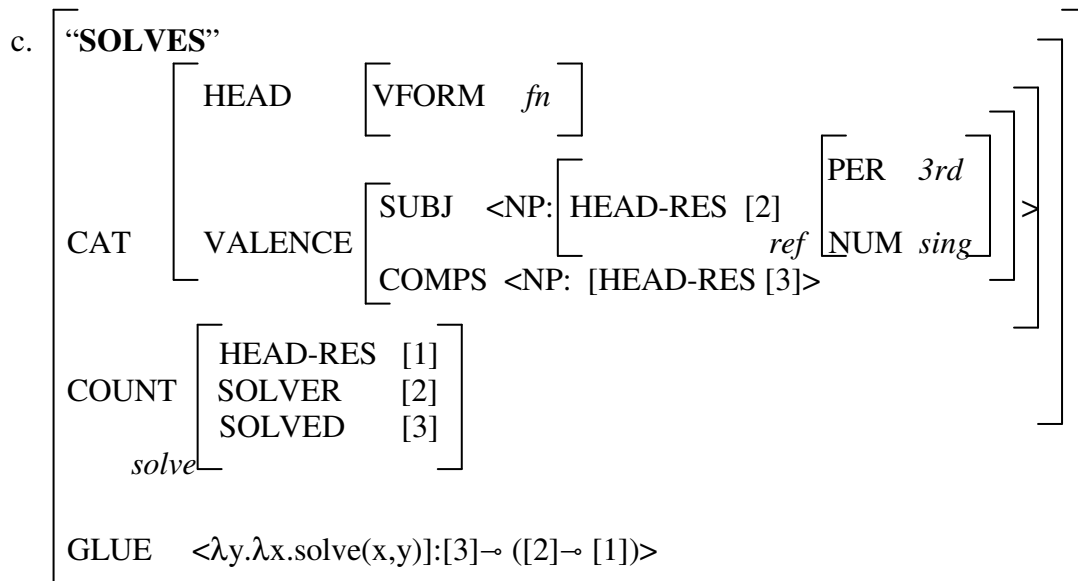 c. “SOLVES”
HEAD VFORM fn
PER 3rd
SUBJ <NP: HEAD-RES [2]
CAT VALENCE ref NUM sing >
COMPS <NP: [HEAD-RES [3]>
HEAD-RES [1]
COUNT SOLVER [2]
SOLVED [3]
solve
GLUE <λy.λx.solve(x,y)]:[3]⊸ ([2]⊸ [1])>